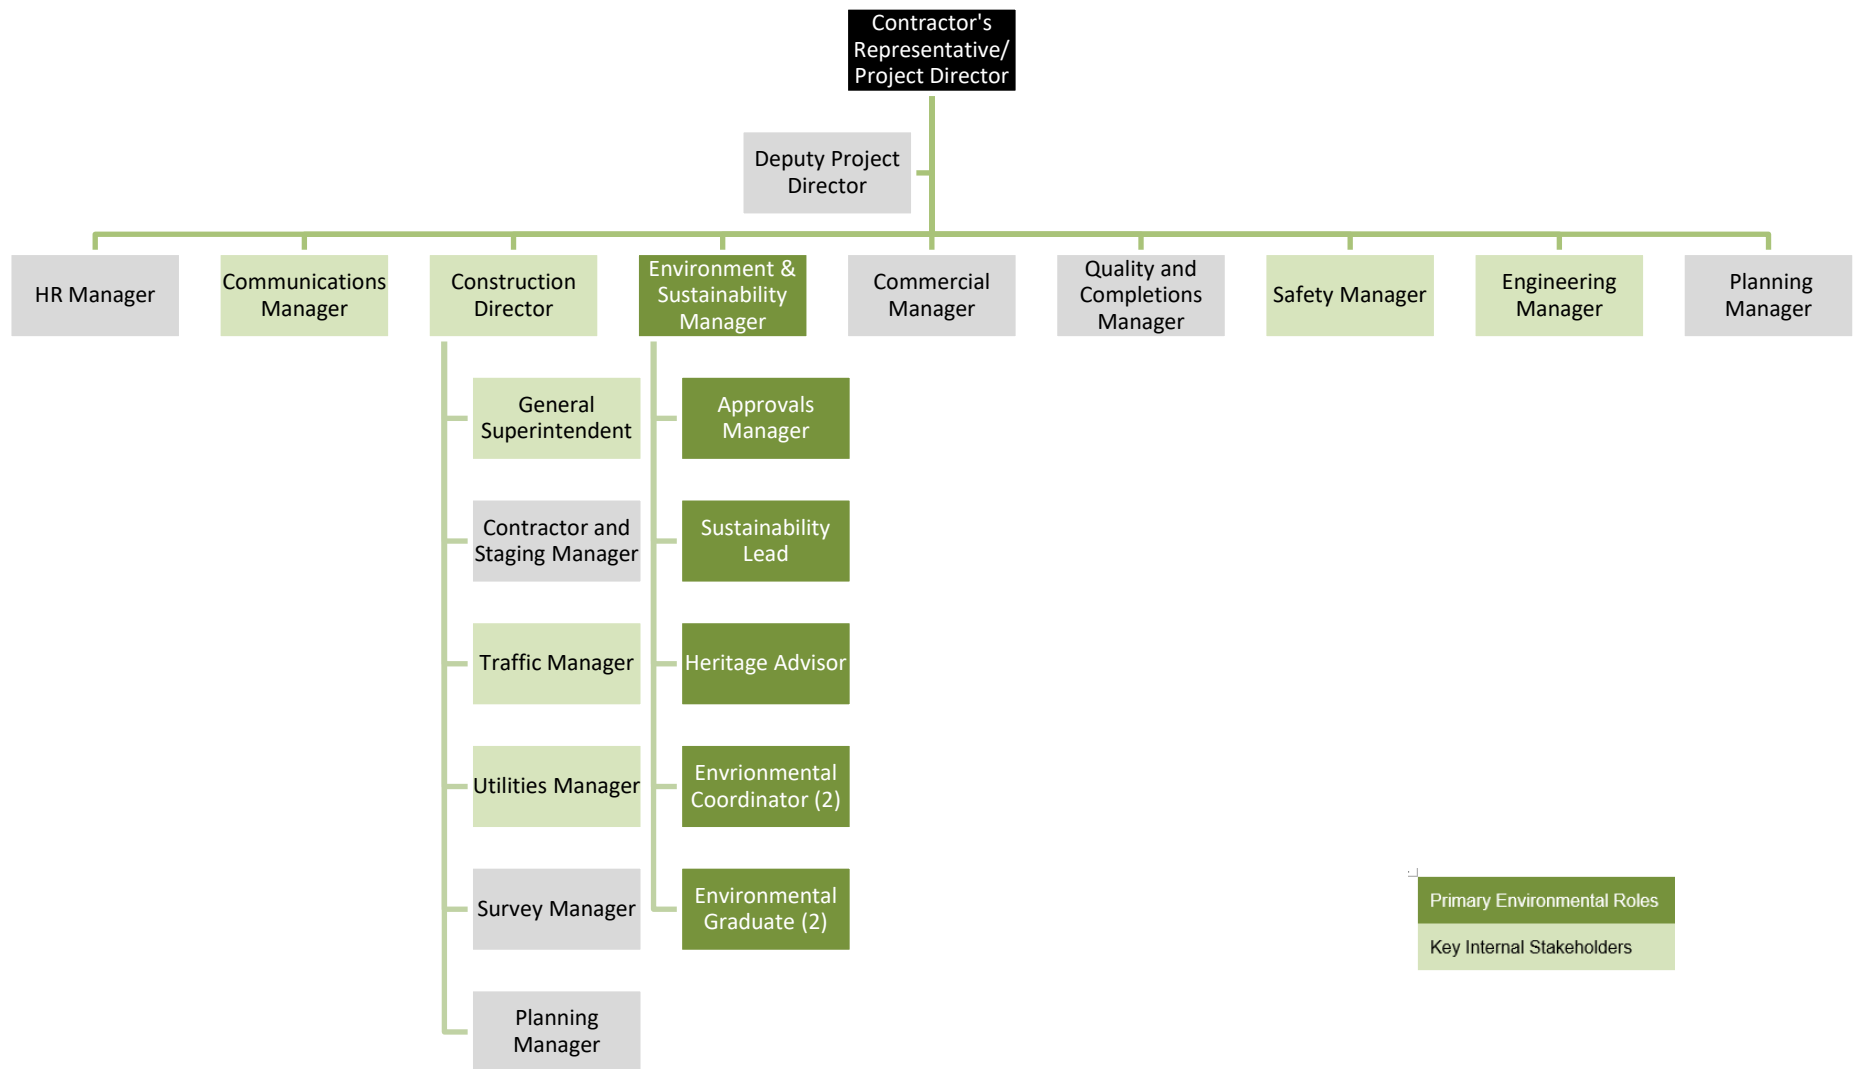 Contractor's
Representative/
Project Director
Deputy Project
Director
HR Manager
Communications
Manager
Construction
Director
Environment &
Sustainability
Manager
Commercial
Manager
Quality and
Completions
Manager
Safety Manager
Engineering
Manager
Planning
Manager
General
Superintendent
Approvals
Manager
Contractor and
Staging Manager
Sustainability
Lead
Traffic Manager
Heritage Advisor
Utilities Manager
Envrionmental
Coordinator (2)
Survey Manager
Environmental
Graduate (2)
Planning
Manager
Primary Environmental Roles
Key Internal Stakeholders